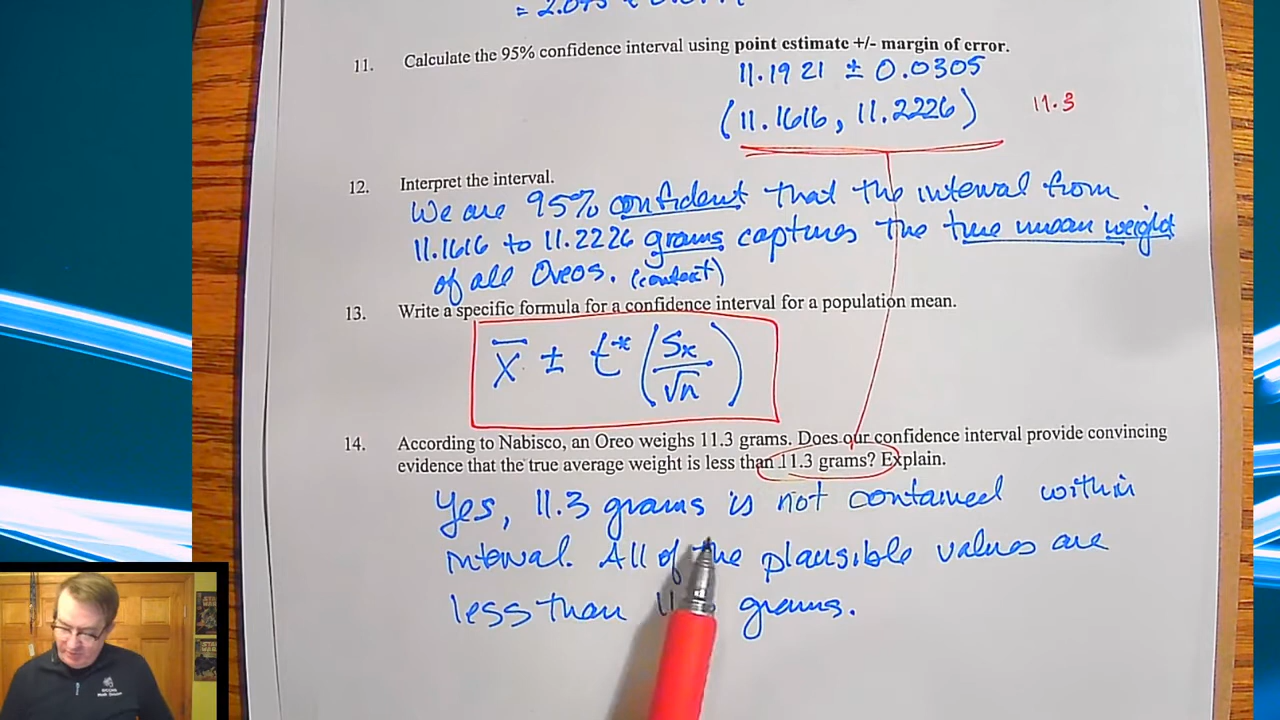 11. Calculate the 95% confidence interval using point estimate +/- margin of error.
11.1921 ± 0.0305
(11.1616, 11.2226) 11.3
12. Interpret the interval.
We are 95% confident that the interval from
11.1616 to 11.2226 grams captures the true mean weight
of all Oreos. (context)
13. Write a specific formula for a confidence interval for a population mean.
x̄ ± t* (Sx/√n)
14. According to Nabisco, an Oreo weighs 11.3 grams. Does our confidence interval provide convincing
evidence that the true average weight is less than 11.3 grams? Explain.
Yes, 11.3 grams is not contained within
interval. All of the plausible values are
less than grams.